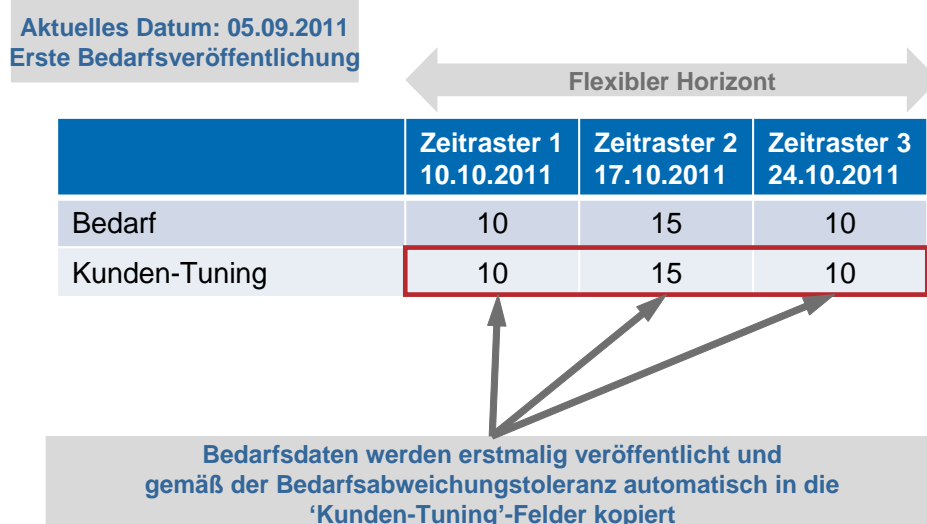 Aktuelles Datum: 05.09.2011
Erste Bedarfsveröffentlichung
Flexibler Horizont
Zeitraster 1 Zeitraster 2 Zeitraster 3
10.10.2011 17.10.2011 24.10.2011
Bedarf 10 15 10
Kunden-Tuning 10 15 10
Bedarfsdaten werden erstmalig veröffentlicht und
gemäß der Bedarfsabweichungstoleranz automatisch in die
‘Kunden-Tuning’-Felder kopiert